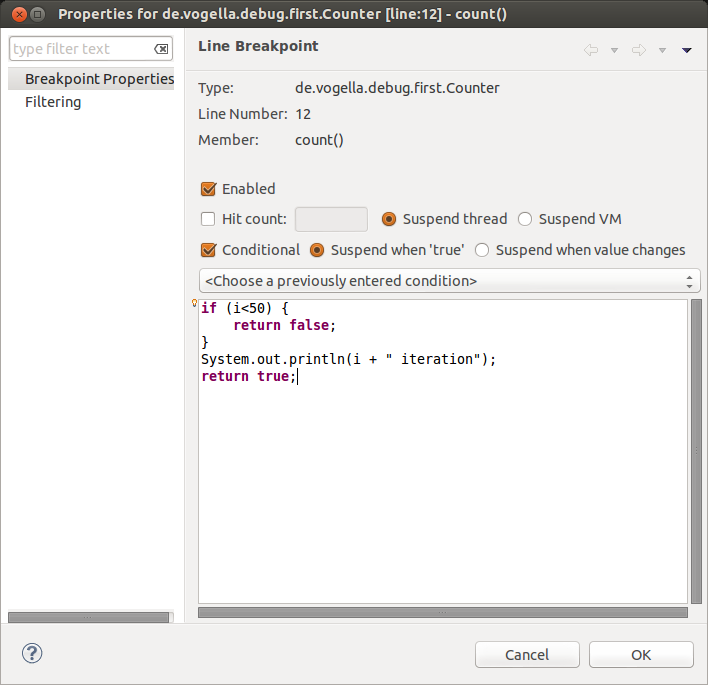 Properties for de.vogella.debug.first.Counter [line:12] - count()
type filter text
Breakpoint Properties
Filtering
Line Breakpoint
Type: de.vogella.debug.first.Counter
Line Number: 12
Member: count()
Enabled
Hit count: Suspend thread Suspend VM
Conditional Suspend when 'true' Suspend when value changes
<Choose a previously entered condition>
if (i<50) {
    return false;
}
System.out.println(i + " iteration");
return true;
?
Cancel OK